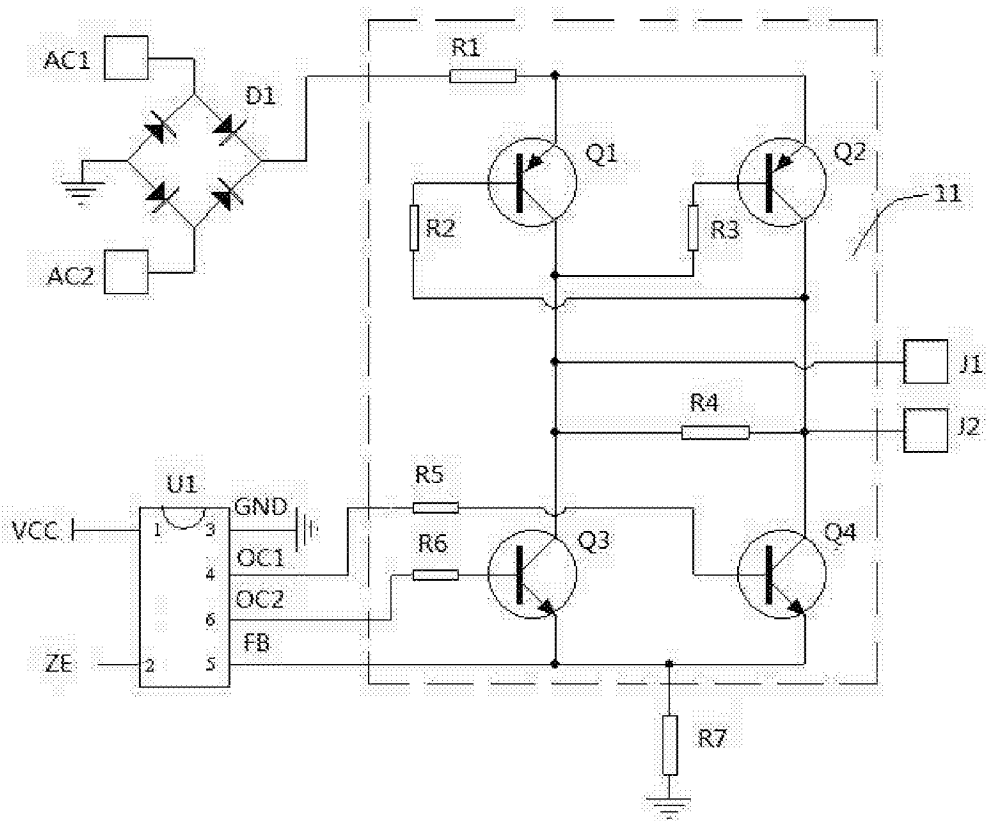 AC1
D1
R1
Q1
Q2
11
R2
R3
AC2
J1
R4
J2
R5
U1
VCC
1
3
GND
R6
Q3
Q4
4
OC1
6
OC2
ZE
2
5
FB
R7